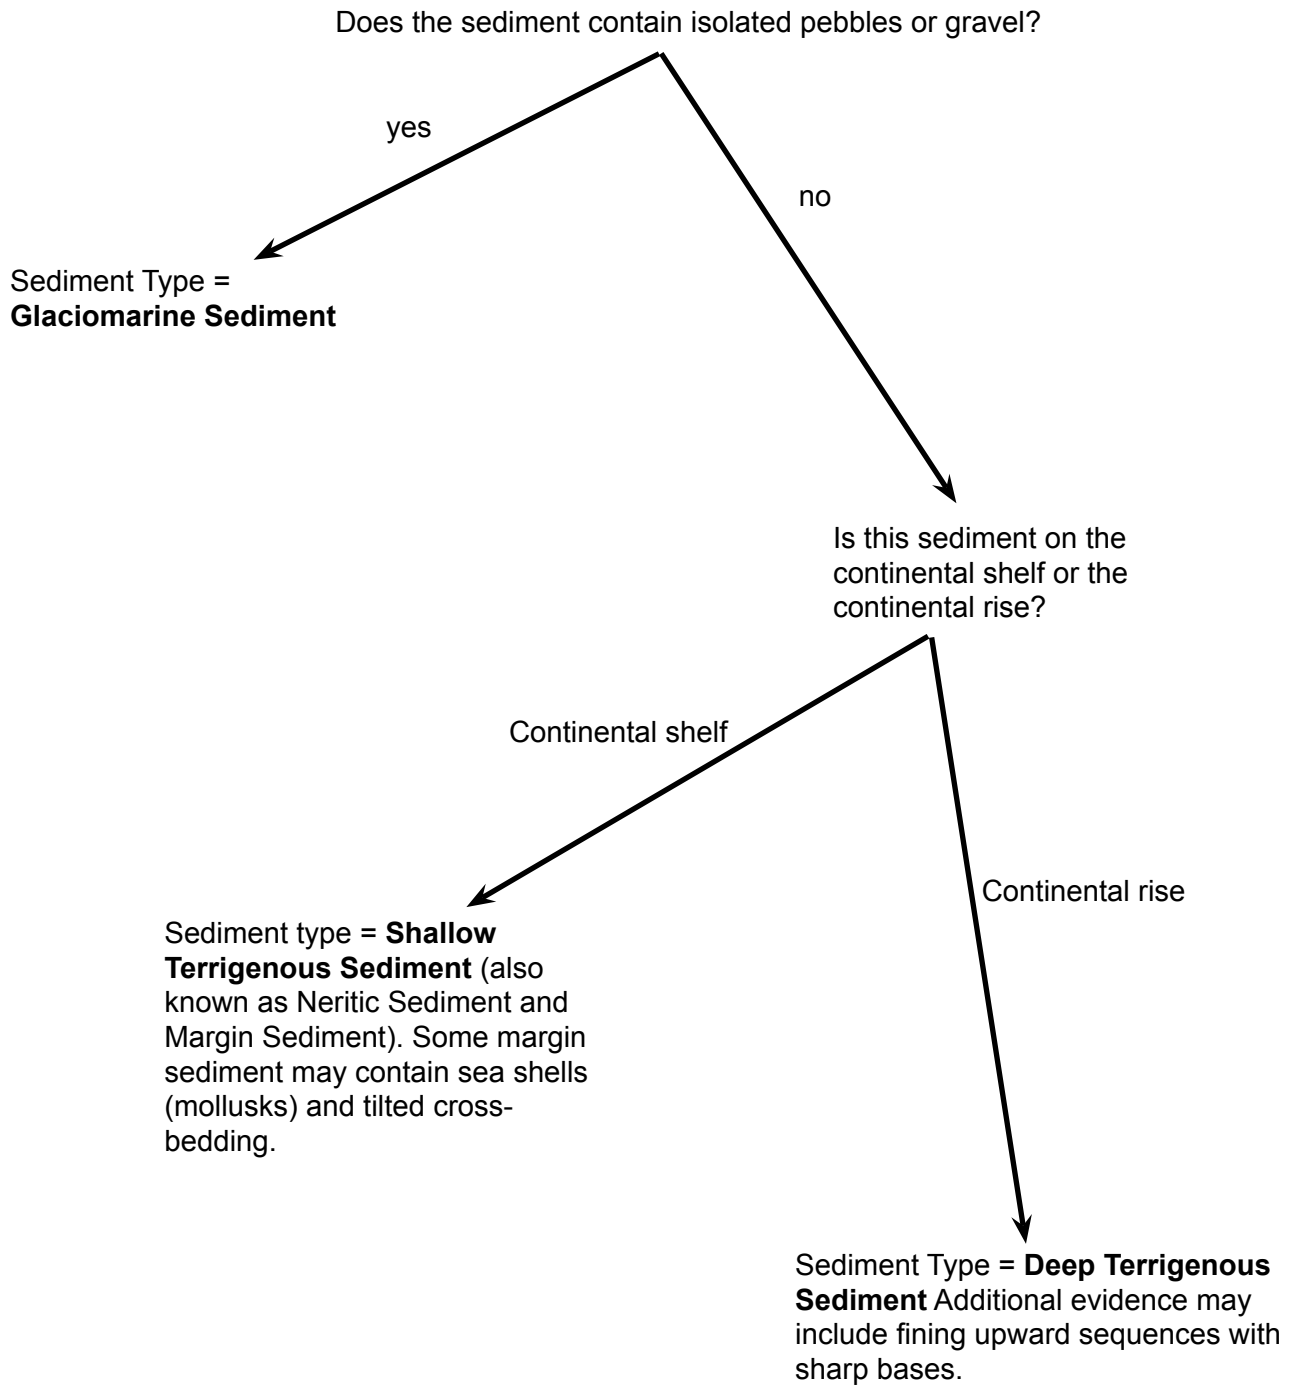 Does the sediment contain isolated pebbles or gravel?
yes
no
Sediment Type =
Glaciomarine Sediment
Is this sediment on the
continental shelf or the
continental rise?
Continental shelf
Continental rise
Sediment type = Shallow
Terrigenous Sediment (also
known as Neritic Sediment and
Margin Sediment). Some margin
sediment may contain sea shells
(mollusks) and tilted cross-
bedding.
Sediment Type = Deep Terrigenous
Sediment Additional evidence may
include fining upward sequences with
sharp bases.